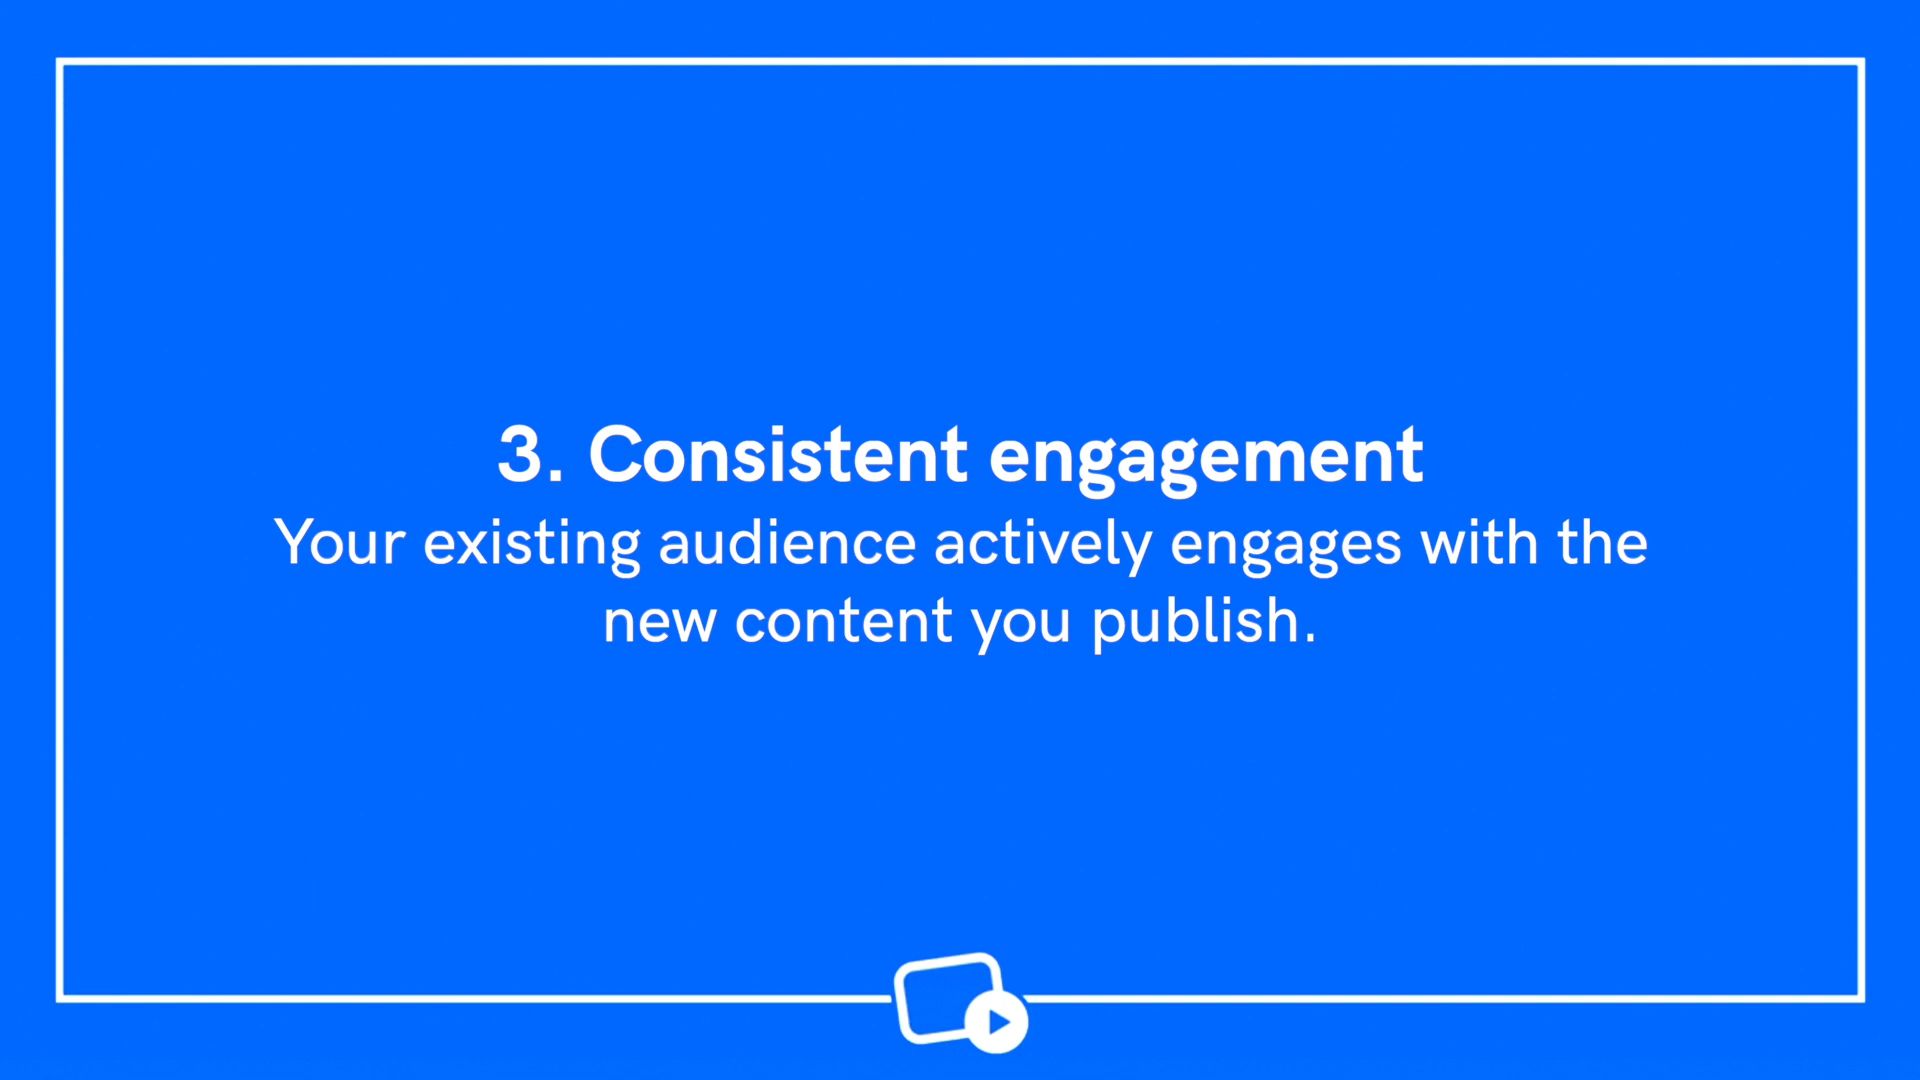 3. Consistent engagement
Your existing audience actively engages with the
new content you publish.